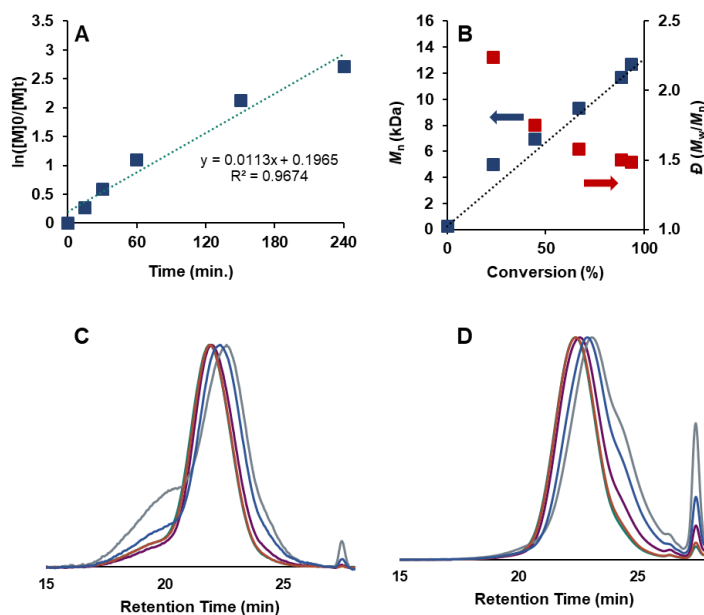 A
ln([M]0/[M]t)
3.5
3
2.5
2
1.5
1
0.5
0
y = 0.0113x + 0.1965
R² = 0.9674
0 60 120 180 240
Time (min.)
B
Mn (kDa)
16
14
12
10
8
6
4
2
0
2.5
2.0
1.5
1.0
Đ (Mw/Mn)
0 50 100
Conversion (%)
C
15 20 25
Retention Time (min)
D
15 20 25
Retention Time (min)